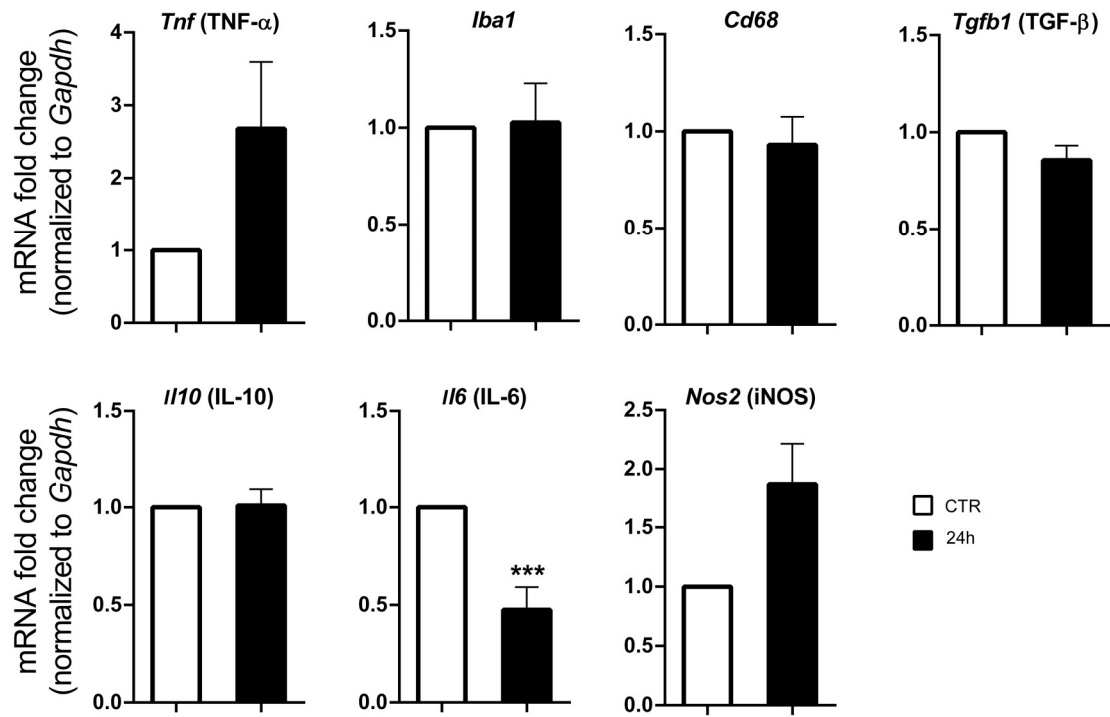 Tnf (TNF-α)
Iba1
Cd68
Tgfb1 (TGF-β)
mRNA fold change
(normalized to Gapdh)
4
3
2
1
0
1.5
1.0
0.5
0.0
1.5
1.0
0.5
0.0
1.5
1.0
0.5
0.0
Il10 (IL-10)
Il6 (IL-6)
Nos2 (iNOS)
mRNA fold change
(normalized to Gapdh)
1.5
1.0
0.5
0.0
1.5
1.0
0.5
0.0
***
2.5
2.0
1.5
1.0
0.5
0.0
CTR
24h